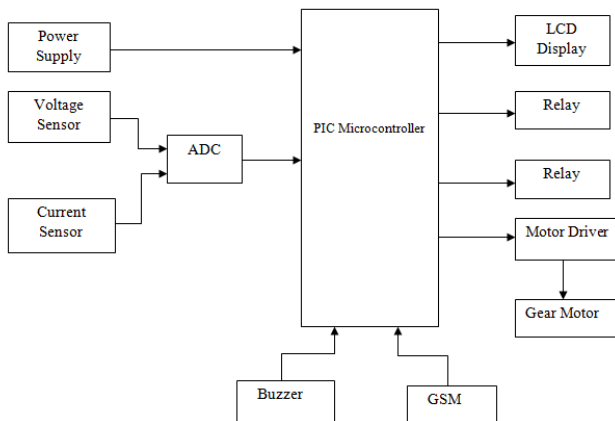 Power
Supply
LCD
Display
Voltage
Sensor
Relay
PIC Microcontroller
ADC
Relay
Current
Sensor
Motor Driver
Gear Motor
Buzzer
GSM